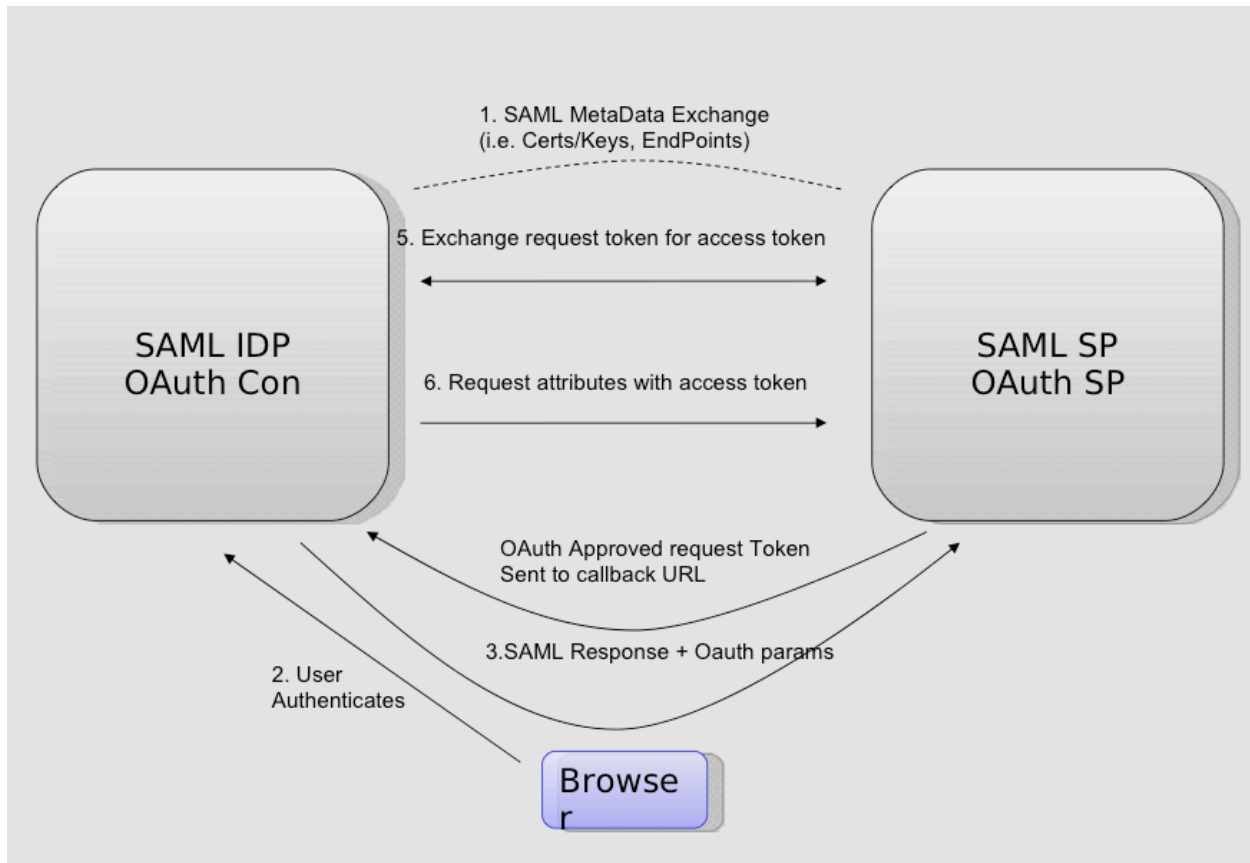 1. SAML MetaData Exchange
(i.e. Certs/Keys, EndPoints)
5. Exchange request token for access token
SAML IDP
OAuth Con
SAML SP
OAuth SP
6. Request attributes with access token
OAuth Approved request Token
Sent to callback URL
3.SAML Response + Oauth params
2. User
Authenticates
Browse
r